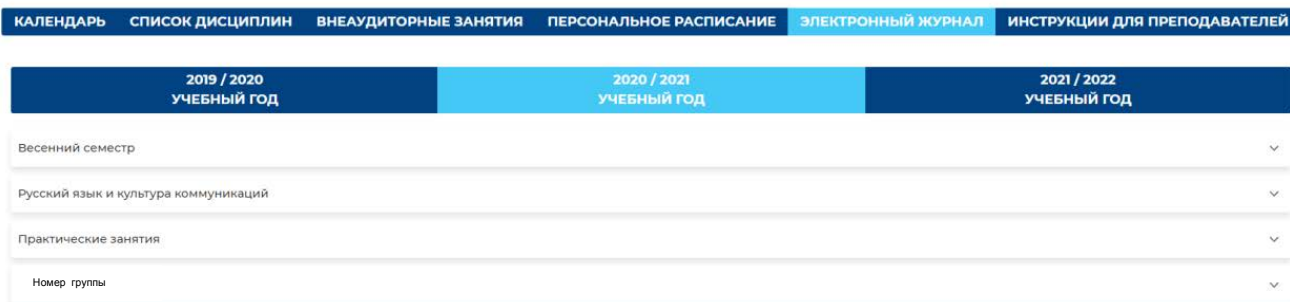 КАЛЕНДАРЬ СПИСОК ДИСЦИПЛИН ВНЕАУДИТОРНЫЕ ЗАНЯТИЯ ПЕРСОНАЛЬНОЕ РАСПИСАНИЕ ЭЛЕКТРОННЫЙ ЖУРНАЛ ИНСТРУКЦИИ ДЛЯ ПРЕПОДАВАТЕЛЕЙ
2019 / 2020 2020 / 2021 2021 / 2022
УЧЕБНЫЙ ГОД УЧЕБНЫЙ ГОД УЧЕБНЫЙ ГОД
Весенний семестр
Русский язык и культура коммуникаций
Практические занятия
Номер группы